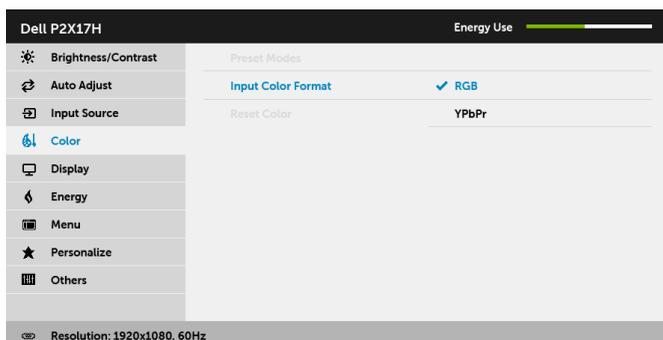 Dell P2X17H
Energy Use
Brightness/Contrast
Preset Modes
Auto Adjust
Input Color Format
RGB
Input Source
Reset Color
YPbPr
Color
Display
Energy
Menu
Personalize
Others
Resolution: 1920x1080, 60Hz